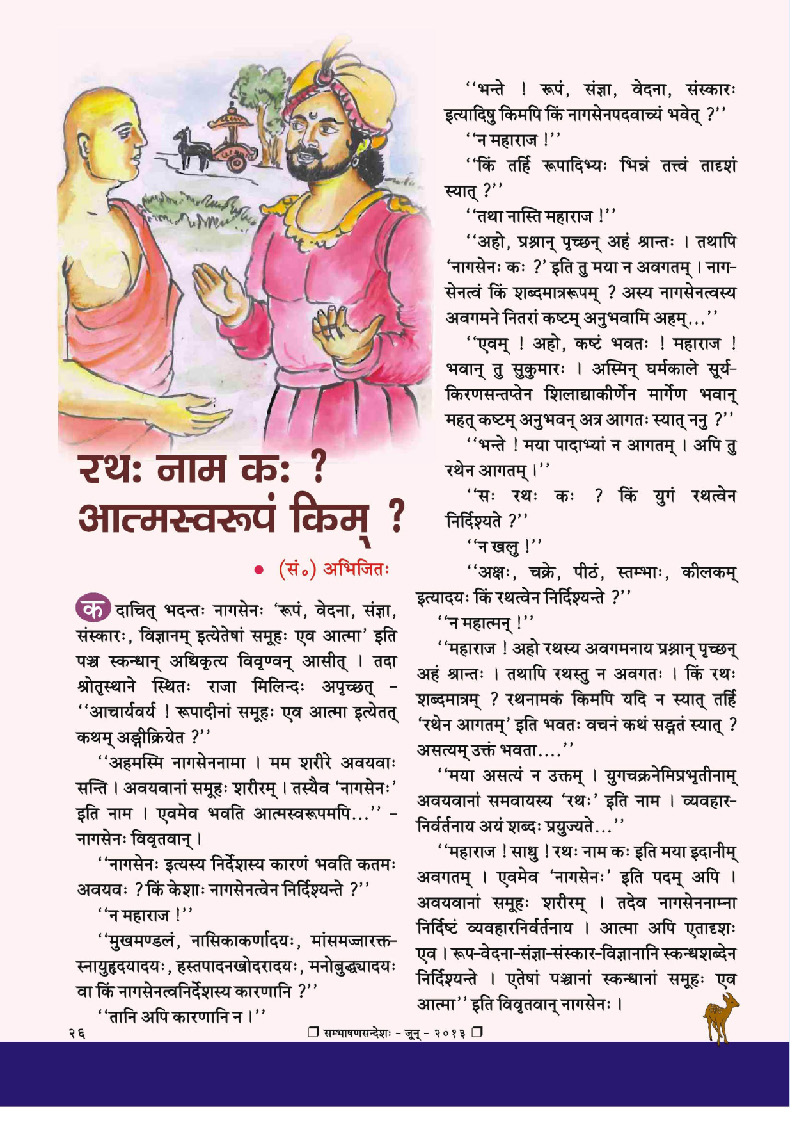 रथः नाम कः ?
आत्मस्वरूपं किम् ?
● (सं॰) अभिजितः
कदाचित् भदन्तः नागसेनः ‘रूपं, वेदना, संज्ञा,
संस्कारः, विज्ञानम् इत्येतेषां समूहः एव आत्मा’ इति
पञ्च स्कन्धान् अधिकृत्य विवृण्वन् आसीत् । तदा
श्रोतृस्थाने स्थितः राजा मिलिन्दः अपृच्छत् –
‘‘आचार्यवर्य ! रूपादीनां समूहः एव आत्मा इत्येतत्
कथम् अङ्गीक्रियेत ?’’
‘‘अहमस्मि नागसेननामा । मम शरीरे अवयवाः
सन्ति । अवयवानां समूहः शरीरम् । तस्यैव ‘नागसेनः’
इति नाम । एवमेव भवति आत्मस्वरूपमपि...’’ –
नागसेनः विवृतवान् ।
‘‘नागसेनः इत्यस्य निर्देशस्य कारणं भवति कतमः
अवयवः ? किं केशाः नागसेनत्वेन निर्दिश्यन्ते ?’’
‘‘न महाराज !’’
‘‘मुखमण्डलं, नासिकाकर्णादयः, मांसमज्जारक्त-
स्नायुहृदयादयः, हस्तपादनखोदरादयः, मनोबुद्ध्यादयः
वा किं नागसेनत्वनिर्देशस्य कारणानि ?’’
‘‘तानि अपि कारणानि न ।’’
‘‘भन्ते ! रूपं, संज्ञा, वेदना, संस्कारः
इत्यादिषु किमपि किं नागसेनपदवाच्यं भवेत् ?’’
‘‘न महाराज !’’
‘‘किं तर्हि रूपादिभ्यः भिन्नं तत्त्वं तादृशं
स्यात् ?’’
‘‘तथा नास्ति महाराज !’’
‘‘अहो, प्रश्नान् पृच्छन् अहं श्रान्तः । तथापि
‘नागसेनः कः ?’ इति तु मया न अवगतम् । नाग-
सेनत्वं किं शब्दमात्ररूपम् ? अस्य नागसेनत्वस्य
अवगमने नितरां कष्टम् अनुभवामि अहम्...’’
‘‘एवम् ! अहो, कष्टं भवतः ! महाराज !
भवान् तु सुकुमारः । अस्मिन् घर्मकाले सूर्य-
किरणसन्तप्तेन शिलाद्याकीर्णेन मार्गेण भवान्
महत् कष्टम् अनुभवन् अत्र आगतः स्यात् ननु ?’’
‘‘भन्ते ! मया पादाभ्यां न आगतम् । अपि तु
रथेन आगतम् ।’’
‘‘सः रथः कः ? किं युगं रथत्वेन
निर्दिश्यते ?’’
‘‘न खलु !’’
‘‘अक्षः, चक्रे, पीठं, स्तम्भाः, कीलकम्
इत्यादयः किं रथत्वेन निर्दिश्यन्ते ?’’
‘‘न महात्मन् !’’
‘‘महाराज ! अहो रथस्य अवगमनाय प्रश्नान् पृच्छन्
अहं श्रान्तः । तथापि रथस्तु न अवगतः । किं रथः
शब्दमात्रम् ? रथनामकं किमपि यदि न स्यात् तर्हि
‘रथेन आगतम्’ इति भवतः वचनं कथं सङ्गतं स्यात् ?
असत्यम् उक्तं भवता....’’
‘‘मया असत्यं न उक्तम् । युगचक्रनेमिप्रभृतीनाम्
अवयवानां समवायस्य ‘रथः’ इति नाम । व्यवहार-
निर्वर्तनाय अयं शब्दः प्रयुज्यते...’’
‘‘महाराज ! साधु ! रथः नाम कः इति मया इदानीम्
अवगतम् । एवमेव ‘नागसेनः’ इति पदम् अपि ।
अवयवानां समूहः शरीरम् । तदेव नागसेननाम्ना
निर्दिष्टं व्यवहारनिर्वर्तनाय । आत्मा अपि एतादृशः
एव । रूप-वेदना-संज्ञा-संस्कार-विज्ञानानि स्कन्धशब्देन
निर्दिश्यन्ते । एतेषां पञ्चानां स्कन्धानां समूहः एव
आत्मा’’ इति विवृतवान् नागसेनः ।
२६
❐ सम्भाषणसन्देशः - जून् - २०१३ ❐